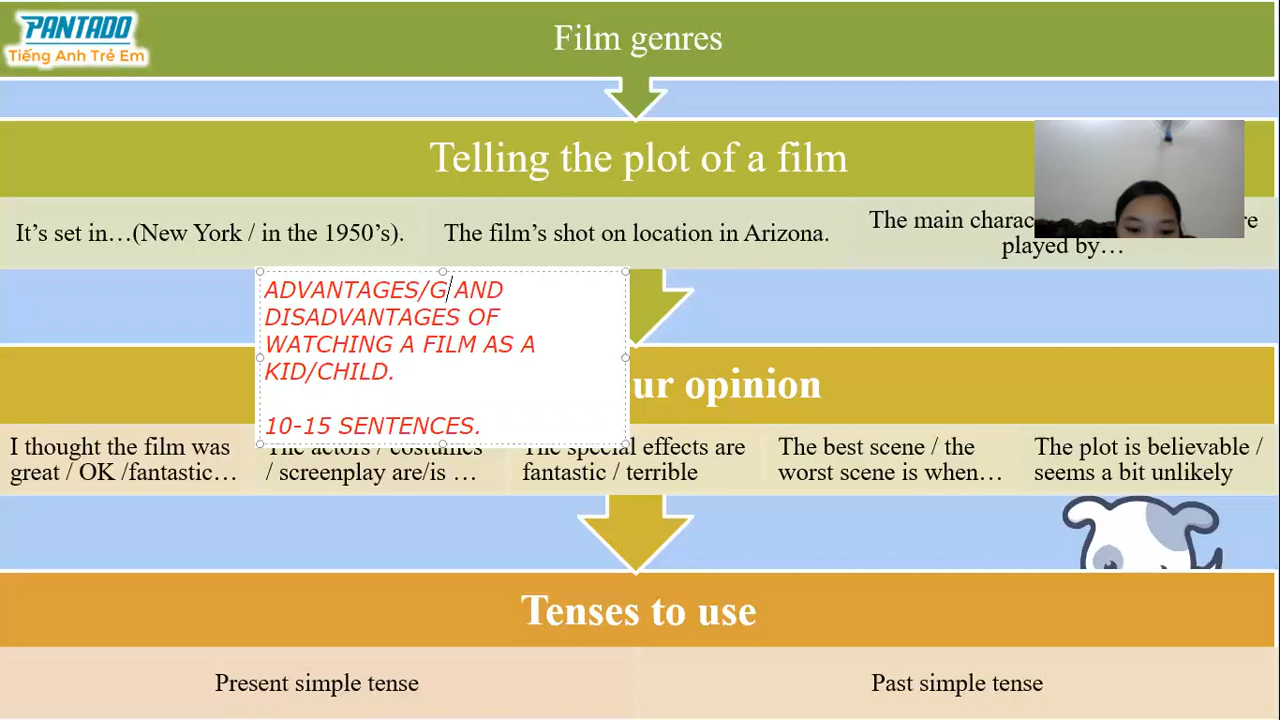 PANTADO
Tiếng Anh Trẻ Em
Film genres
Telling the plot of a film
It's set in…(New York / in the 1950's).
The film's shot on location in Arizona.
The main charac
re
played by…
ADVANTAGES/G AND
DISADVANTAGES OF
WATCHING A FILM AS A
KID/CHILD.
10-15 SENTENCES.
ur opinion
I thought the film was
great / OK /fantastic…
The actors / costumes
/ screenplay are/is …
The special effects are
fantastic / terrible
The best scene / the
worst scene is when…
The plot is believable /
seems a bit unlikely
Tenses to use
Present simple tense
Past simple tense